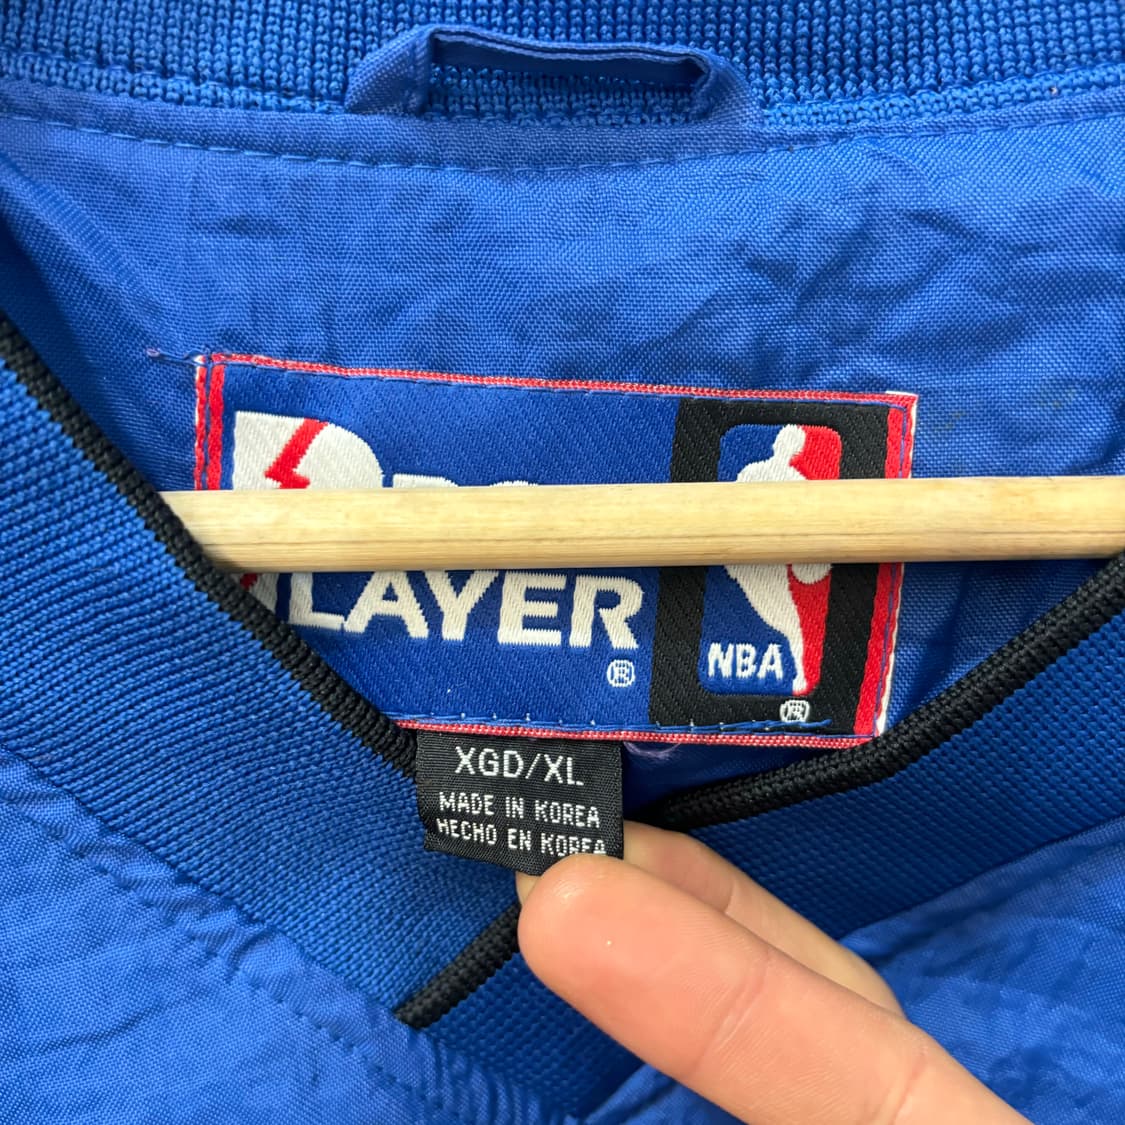 LAYER
®
NBA
®
XGD/XL
MADE IN KOREA
HECHO EN KOREA